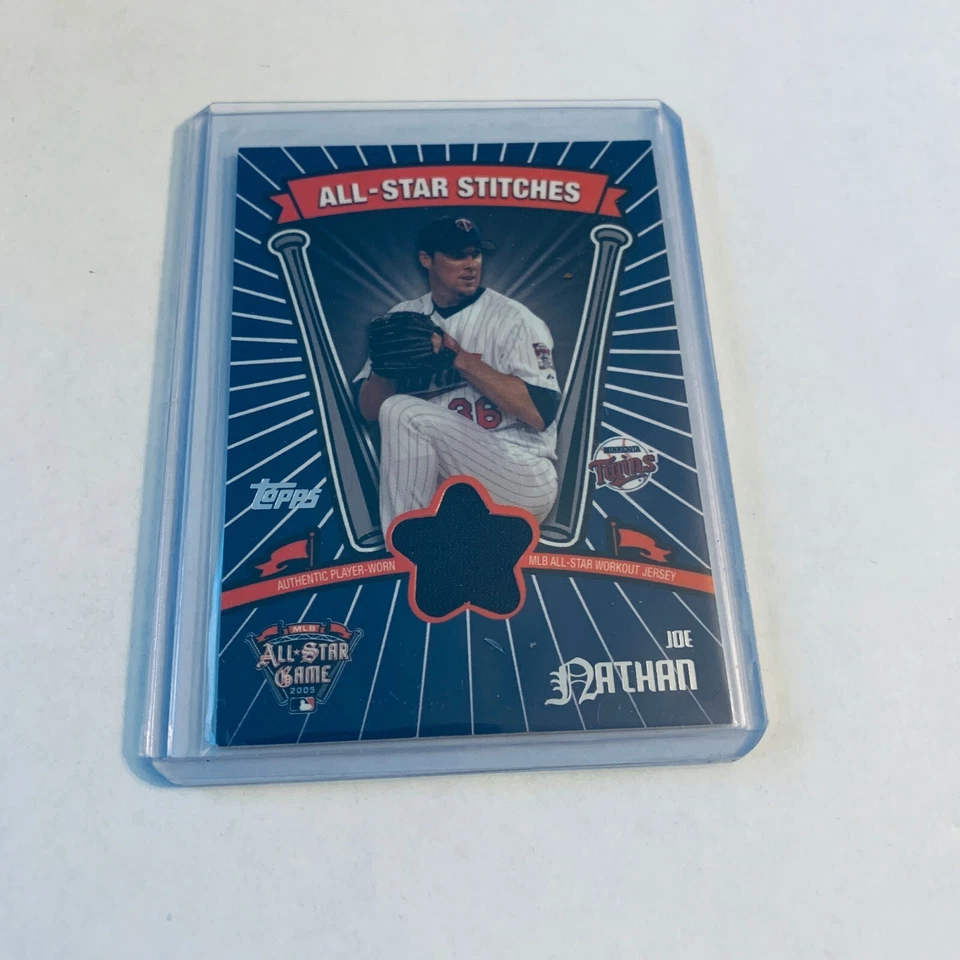 ALL-STAR STITCHES
36
Twins
topps
AUTHENTIC PLAYER-WORN
MLB ALL-STAR WORKOUT JERSEY
MLB
ALL★STAR
GAME
2005
JOE
NATHAN